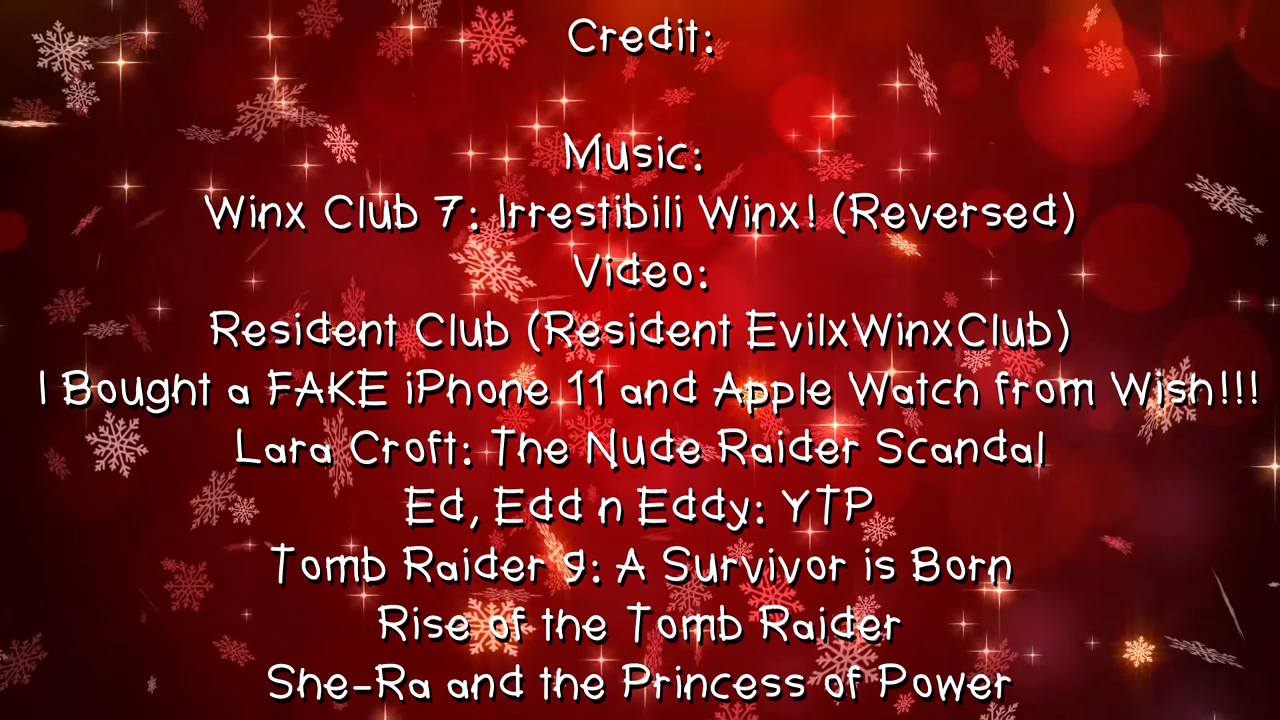 Credit:
Music:
Winx Club 7: Irrestibili Winx! (Reversed)
Video:
Resident Club (Resident EvilxWinxClub)
I Bought a FAKE iPhone 11 and Apple Watch from Wish!!!
Lara Croft: The Nude Raider Scandal
Ed, Edd n Eddy: YTP
Tomb Raider 9: A Survivor is Born
Rise of the Tomb Raider
She-Ra and the Princess of Power